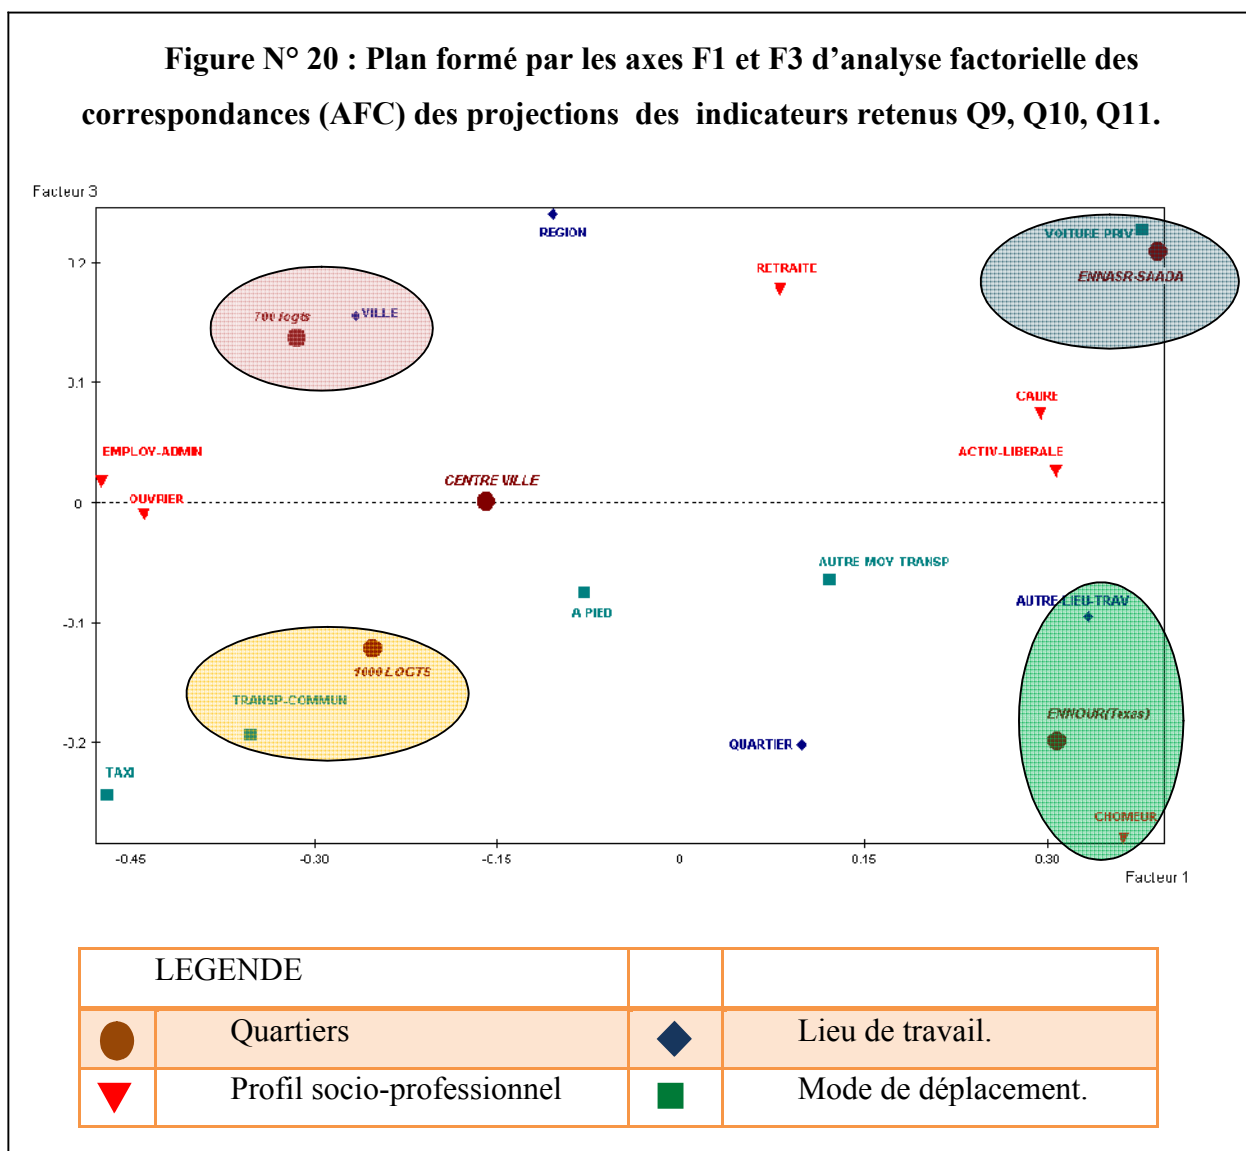 Figure N° 20 : Plan formé par les axes F1 et F3 d’analyse factorielle des
correspondances (AFC) des projections des indicateurs retenus Q9, Q10, Q11.
Facteur 3
REGION
VOITURE PRIV
ENNASR-SAADA
RETRAITE
700 logts
VILLE
CADRE
EMPLOY-ADMIN
ACTIV-LIBERALE
CENTRE VILLE
OUVRIER
0
AUTRE MOY TRANSP
A PIED
AUTRE-LIEU-TRAV
-0.1
1000 LOGTS
TRANSP-COMMUN
ENNOUR(Texas)
QUARTIER
-0.2
TAXI
CHOMEUR
-0.45 -0.30 -0.15 0 0.15 0.30
Facteur 1
LEGENDE
Quartiers
Lieu de travail.
Profil socio-professionnel
Mode de déplacement.